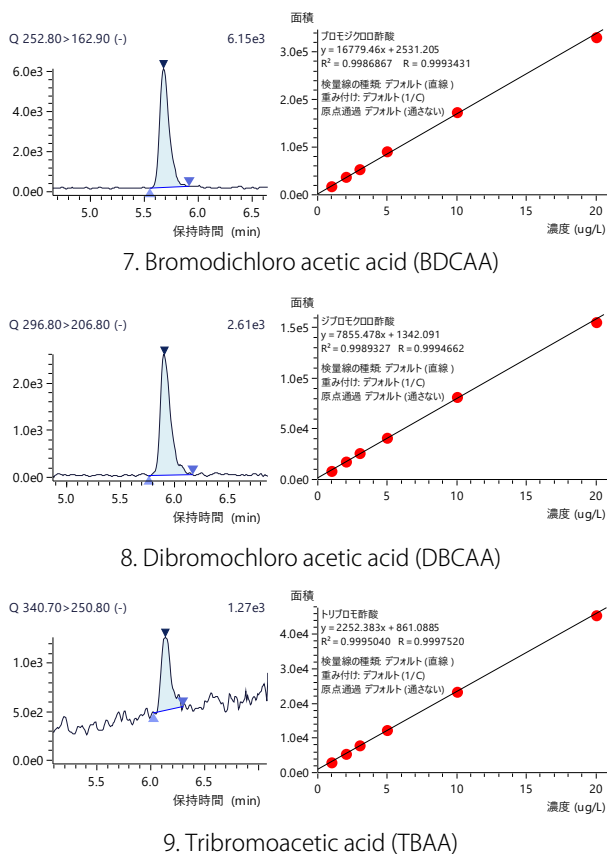 Q 252.80>162.90 (-) 6.15e3
6.0e3
4.0e3
2.0e3
0.0e0
5.0 5.5 6.0 6.5
保持時間 (min)
面積
ブロモジクロロ酢酸
y = 16779.46x + 2531.205
R² = 0.9986867 R = 0.9993431
検量線の種類: デフォルト (直線)
重み付け: デフォルト (1/C)
原点通過: デフォルト (通さない)
3.0e5
2.0e5
1.0e5
0.0e0
0 5 10 15 20
濃度 (ug/L)
7. Bromodichloro acetic acid (BDCAA)
Q 296.80>206.80 (-) 2.61e3
2.0e3
1.0e3
0.0e0
5.0 5.5 6.0 6.5
保持時間 (min)
面積
ジブロモクロロ酢酸
y = 7855.478x + 1342.091
R² = 0.9989327 R = 0.9994662
検量線の種類: デフォルト (直線)
重み付け: デフォルト (1/C)
原点通過: デフォルト (通さない)
1.5e5
1.0e5
5.0e4
0.0e0
0 5 10 15 20
濃度 (ug/L)
8. Dibromochloro acetic acid (DBCAA)
Q 340.70>250.80 (-) 1.27e3
1.0e3
5.0e2
0.0e0
5.5 6.0 6.5
保持時間 (min)
面積
トリブロモ酢酸
y = 2252.383x + 861.0885
R² = 0.9995040 R = 0.9997520
検量線の種類: デフォルト (直線)
重み付け: デフォルト (1/C)
原点通過: デフォルト (通さない)
4.0e4
3.0e4
2.0e4
1.0e4
0.0e0
0 5 10 15 20
濃度 (ug/L)
9. Tribromoacetic acid (TBAA)